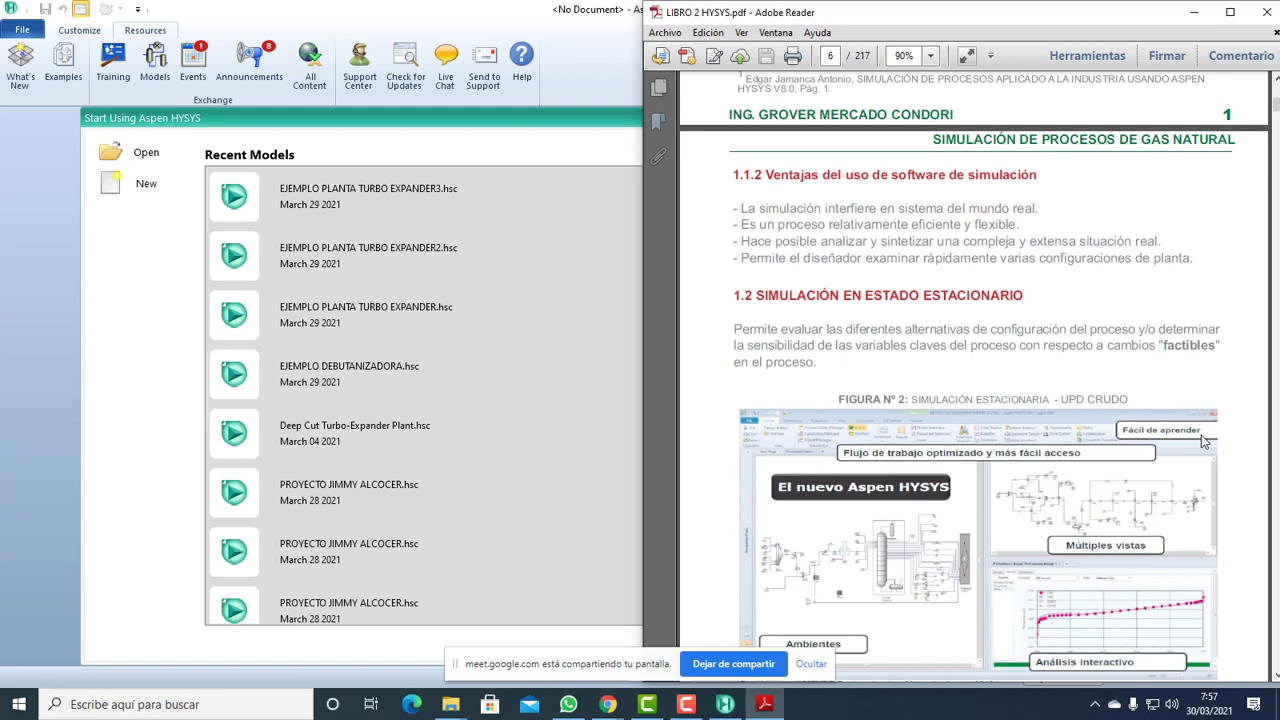 <No Document> - As
File
Customize
Resources
What's New
Examples
Training
Models
1
Events
8
Announcements
All Content
Support Center
Check for Updates
Live Chat
Send to Support
Help
Exchange
Start Using Aspen HYSYS
Open
New
Recent Models
EJEMPLO PLANTA TURBO EXPANDER3.hsc
March 29 2021
EJEMPLO PLANTA TURBO EXPANDER2.hsc
March 29 2021
EJEMPLO PLANTA TURBO EXPANDER.hsc
March 29 2021
EJEMPLO DEBUTANIZADORA.hsc
March 29 2021
Deep Cut Turbo-Expander Plant.hsc
March 04 2021
PROYECTO JIMMY ALCOCER.hsc
March 28 2021
PROYECTO JIMMY ALCOCER.hsc
March 28 2021
PROYECTO JIMMY ALCOCER.hsc
March 28 2021
LIBRO 2 HYSYS.pdf - Adobe Reader
Archivo Edición Ver Ventana Ayuda
6 / 217
90%
Herramientas
Firmar
Comentario
1 Edgar Jamanca Antonio, SIMULACIÓN DE PROCESOS APLICADO A LA INDUSTRIA USANDO ASPEN
HYSYS V8.0, Pág. 1.
ING. GROVER MERCADO CONDORI 1
SIMULACIÓN DE PROCESOS DE GAS NATURAL
1.1.2 Ventajas del uso de software de simulación
- La simulación interfiere en sistema del mundo real.
- Es un proceso relativamente eficiente y flexible.
- Hace posible analizar y sintetizar una compleja y extensa situación real.
- Permite el diseñador examinar rápidamente varias configuraciones de planta.
1.2 SIMULACIÓN EN ESTADO ESTACIONARIO
Permite evaluar las diferentes alternativas de configuración del proceso y/o determinar
la sensibilidad de las variables claves del proceso con respecto a cambios "factibles"
en el proceso.
FIGURA Nº 2: SIMULACIÓN ESTACIONARIA - UPD CRUDO
Fácil de aprender
Flujo de trabajo optimizado y más fácil acceso
El nuevo Aspen HYSYS
Múltiples vistas
Ambientes
Análisis interactivo
meet.google.com está compartiendo tu pantalla.
Dejar de compartir
Ocultar
Escribe aquí para buscar
7:57
30/03/2021